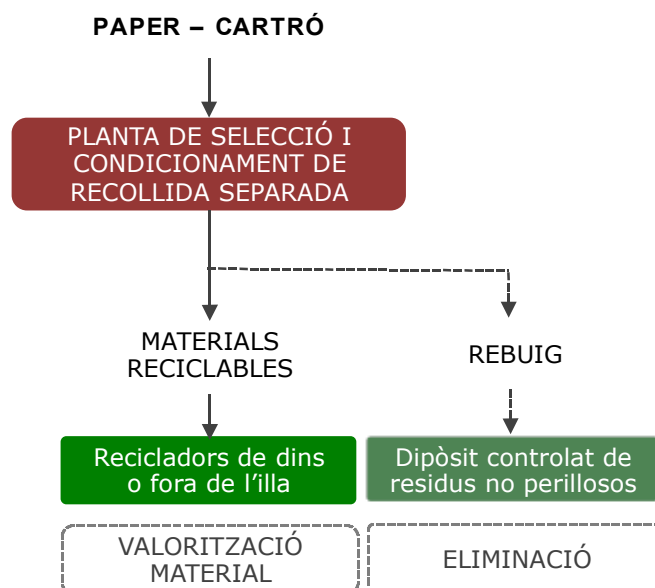 PAPER – CARTRÓ
PLANTA DE SELECCIÓ I
CONDICIONAMENT DE
RECOLLIDA SEPARADA
MATERIALS
RECICLABLES
REBUIG
Recicladors de dins
o fora de l’illa
Dipòsit controlat de
residus no perillosos
VALORITZACIÓ
MATERIAL
ELIMINACIÓ